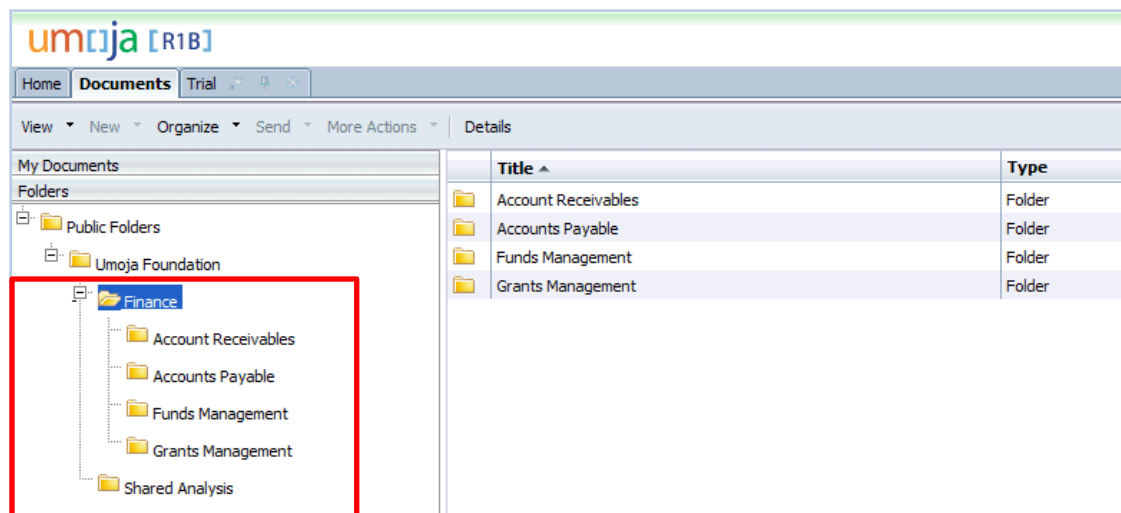 umoja [R1B]
Home Documents Trial
View New Organize Send More Actions Details
My Documents
Folders
Public Folders
Umoja Foundation
Finance
Account Receivables
Accounts Payable
Funds Management
Grants Management
Shared Analysis
Title Type
Account Receivables Folder
Accounts Payable Folder
Funds Management Folder
Grants Management Folder